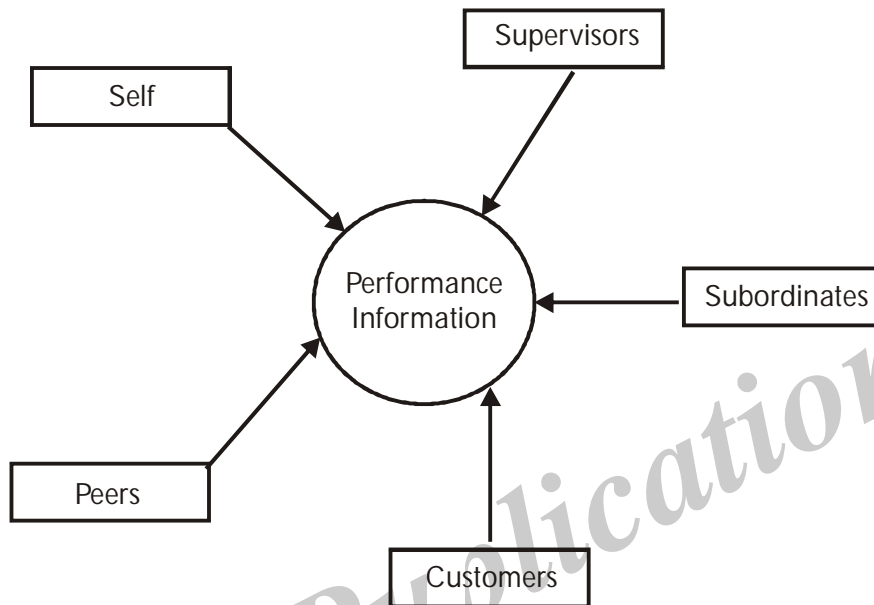 Supervisors
Self
Performance
Information
Subordinates
Peers
Customers